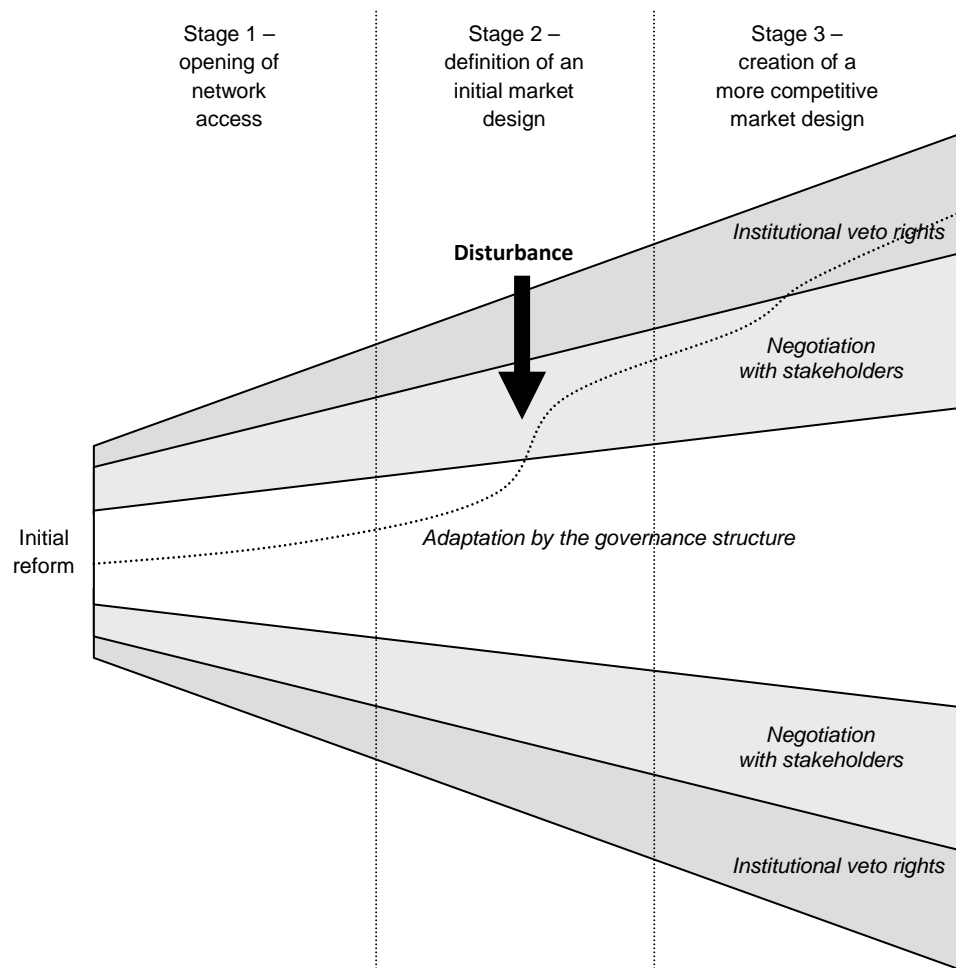 Stage 1 –
opening of
network
access
Stage 2 –
definition of an
initial market
design
Stage 3 –
creation of a
more competitive
market design
Institutional veto rights
Disturbance
Negotiation
with stakeholders
Initial
reform
Adaptation by the governance structure
Negotiation
with stakeholders
Institutional veto rights